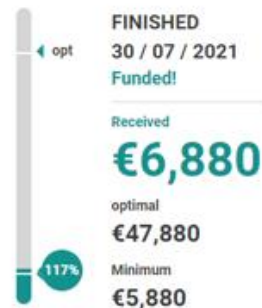 FINISHED
opt
30 / 07 / 2021
Funded!
Received
€6,880
optimal
€47,880
117%
Minimum
€5,880